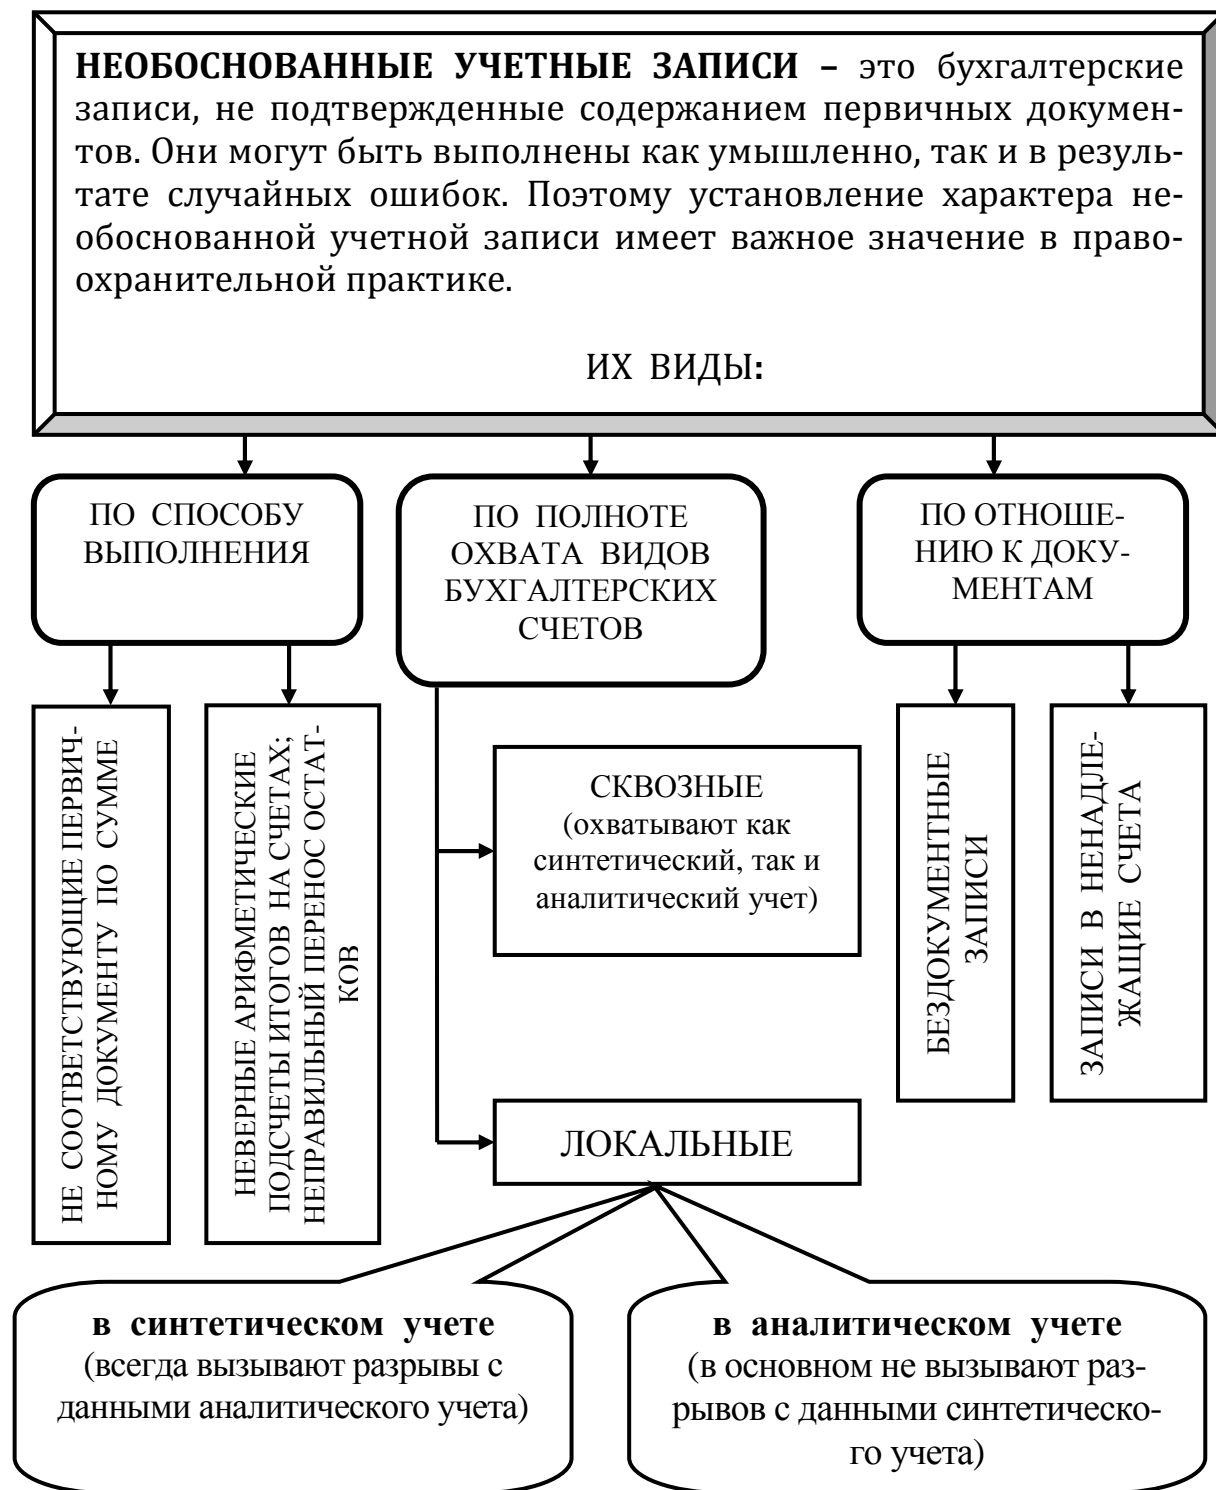 НЕОБОСНОВАННЫЕ УЧЕТНЫЕ ЗАПИСИ – это бухгалтерские
записи, не подтвержденные содержанием первичных докумен-
тов. Они могут быть выполнены как умышленно, так и в резуль-
тате случайных ошибок. Поэтому установление характера не-
обоснованной учетной записи имеет важное значение в право-
охранительной практике.
ИХ ВИДЫ:
ПО СПОСОБУ
ВЫПОЛНЕНИЯ
ПО ПОЛНОТЕ
ОХВАТА ВИДОВ
БУХГАЛТЕРСКИХ
СЧЕТОВ
ПО ОТНОШЕ-
НИЮ К ДОКУ-
МЕНТАМ
НЕ СООТВЕТСТВУЮЩИЕ ПЕРВИЧ-
НОМУ ДОКУМЕНТУ ПО СУММЕ
НЕВЕРНЫЕ АРИФМЕТИЧЕСКИЕ
ПОДСЧЕТЫ ИТОГОВ НА СЧЕТАХ;
НЕПРАВИЛЬНЫЙ ПЕРЕНОС ОСТАТ-
КОВ
СКВОЗНЫЕ
(охватывают как
синтетический, так и
аналитический учет)
БЕЗДОКУМЕНТНЫЕ
ЗАПИСИ
ЗАПИСИ В НЕНАДЛЕ-
ЖАЩИЕ СЧЕТА
ЛОКАЛЬНЫЕ
в синтетическом учете
(всегда вызывают разрывы с
данными аналитического учета)
в аналитическом учете
(в основном не вызывают раз-
рывов с данными синтетическо-
го учета)